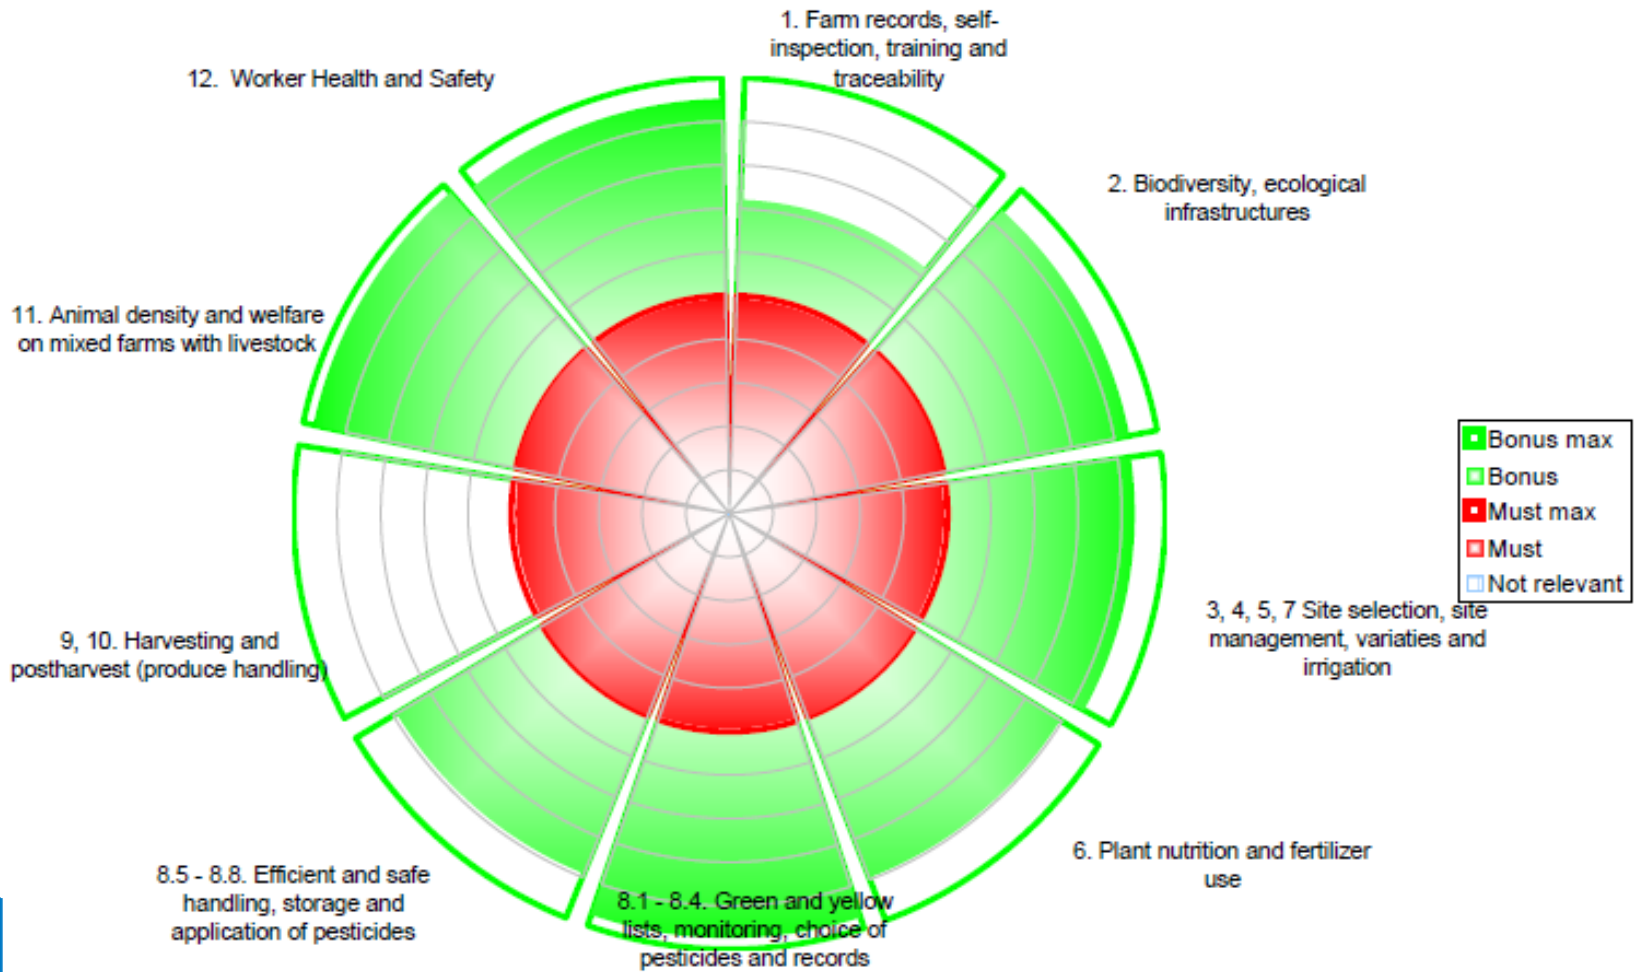 1. Farm records, self-
inspection, training and
traceability
12. Worker Health and Safety
2. Biodiversity, ecological
infrastructures
11. Animal density and welfare
on mixed farms with livestock
Bonus max
Bonus
Must max
Must
Not relevant
3, 4, 5, 7 Site selection, site
management, variaties and
irrigation
9, 10. Harvesting and
postharvest (produce handling)
6. Plant nutrition and fertilizer
use
8.5 - 8.8. Efficient and safe
handling, storage and
application of pesticides
8.1 - 8.4. Green and yellow
lists, monitoring, choice of
pesticides and records